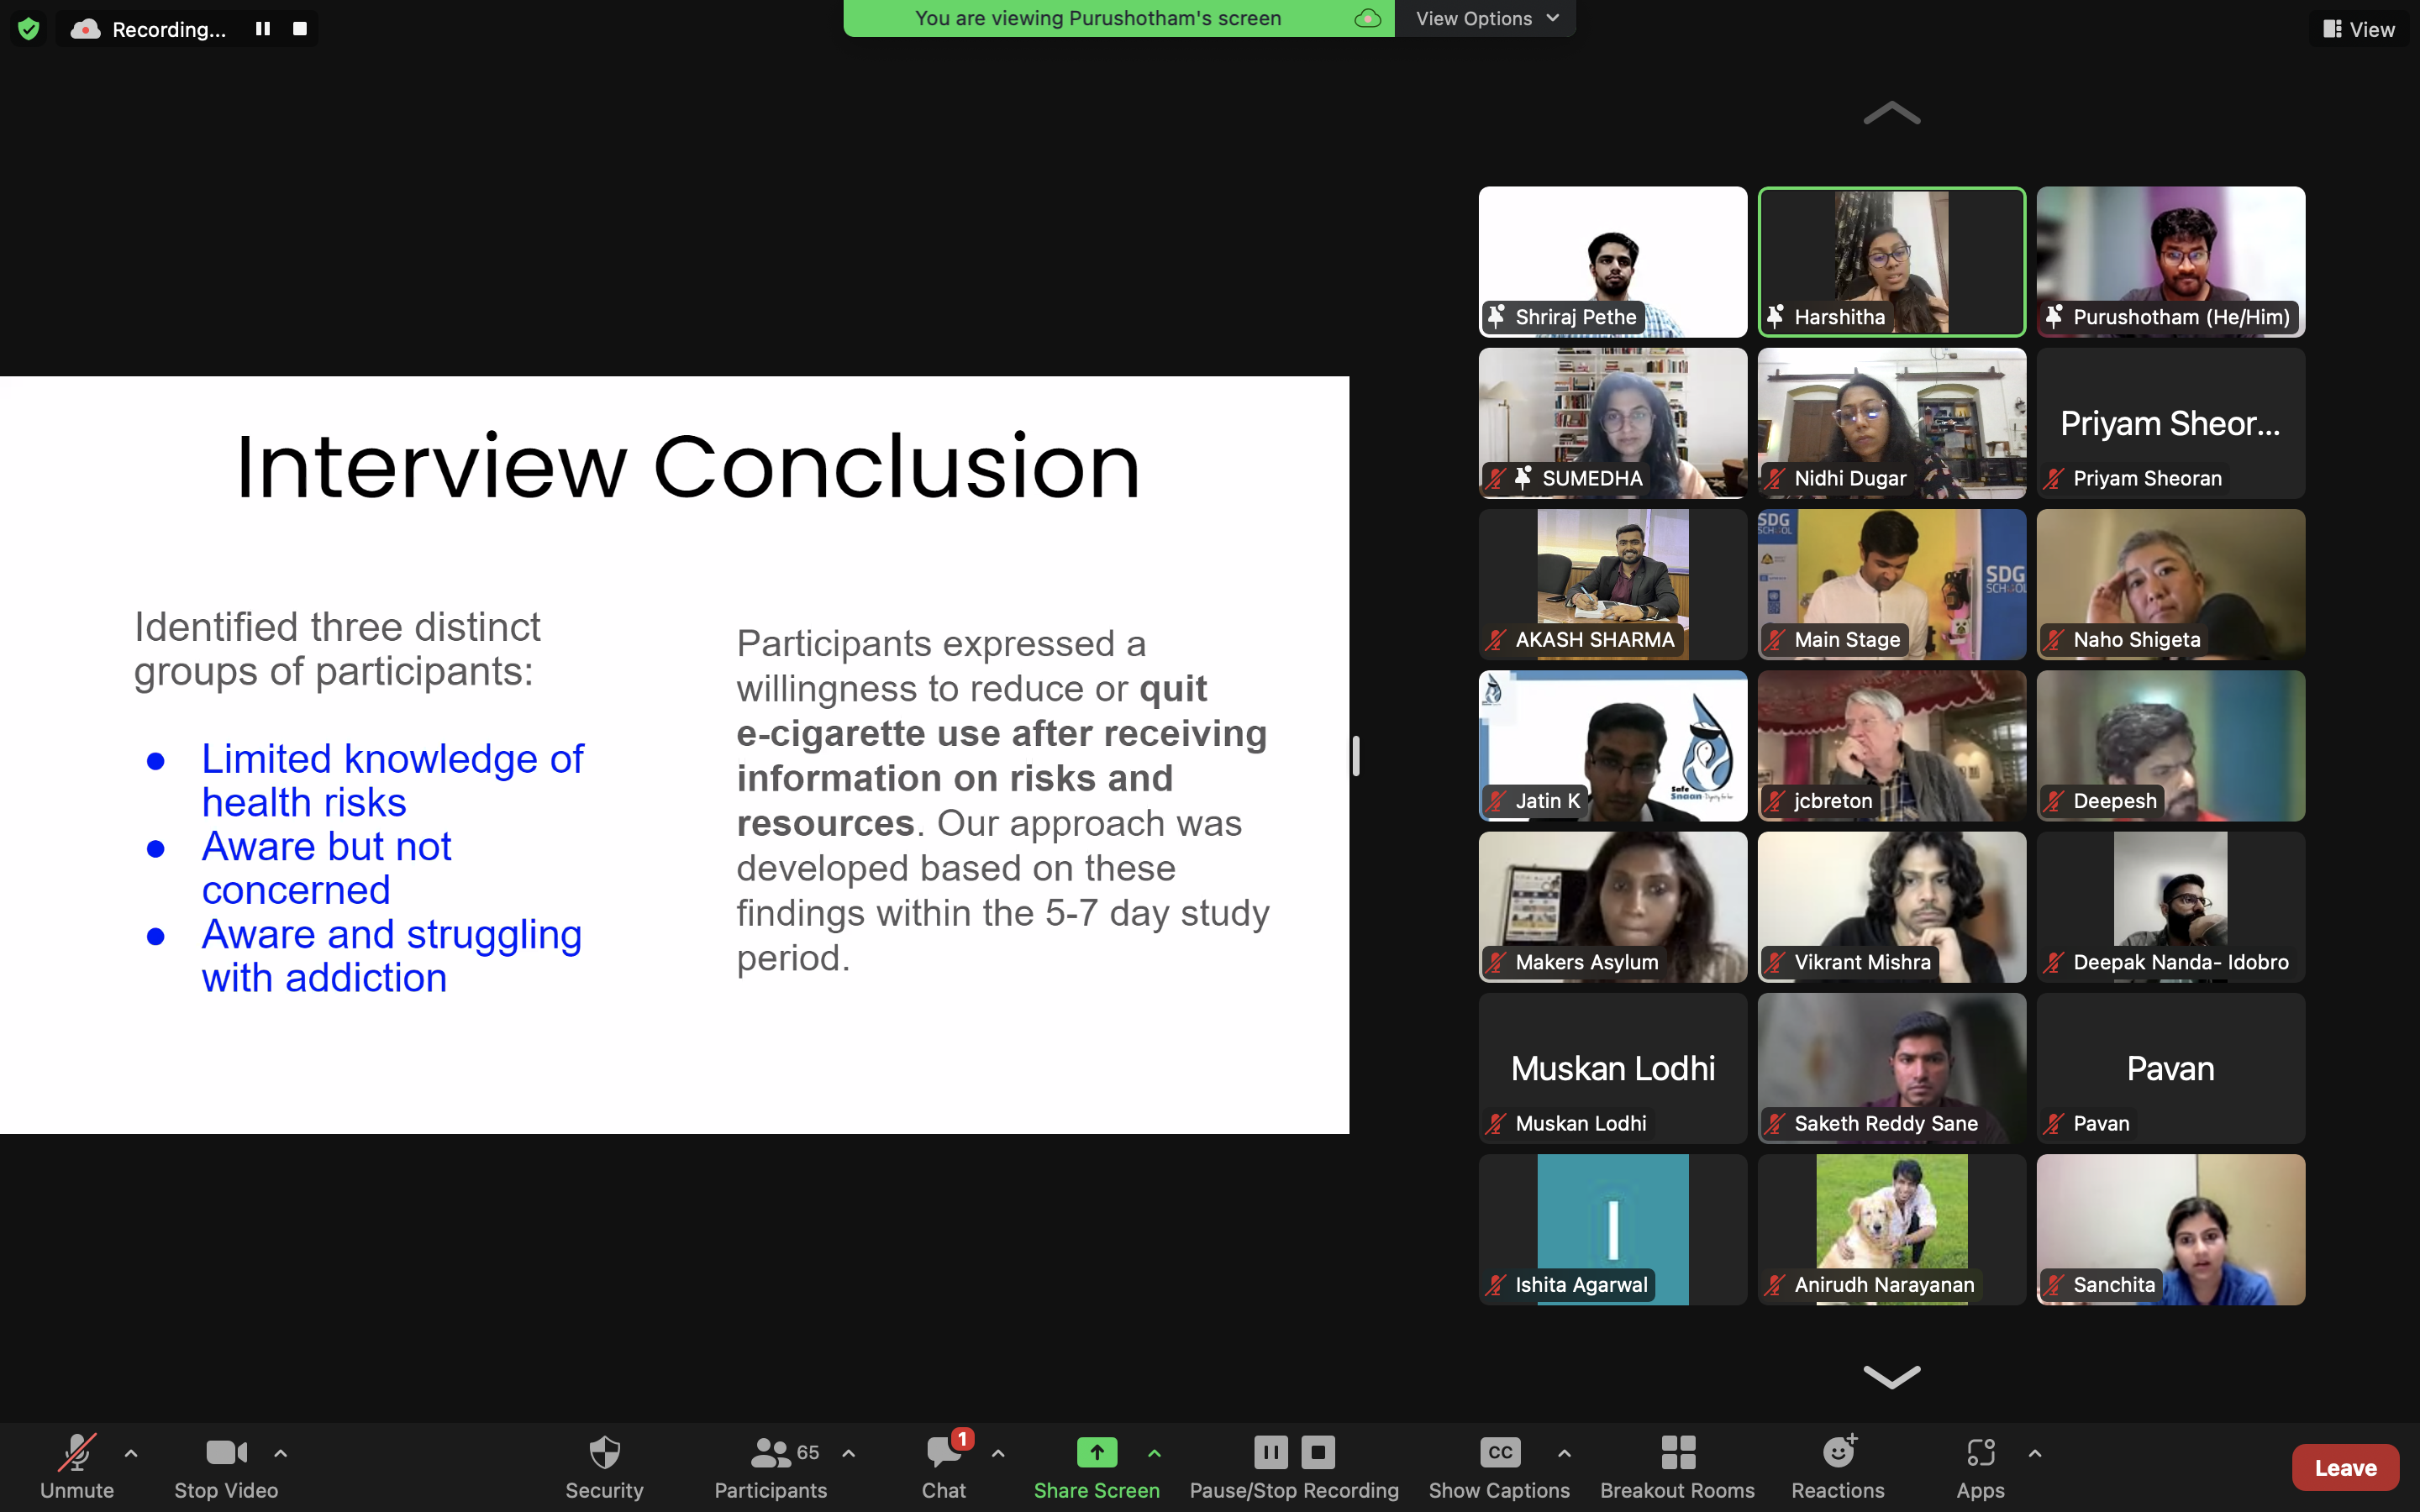 Recording...
You are viewing Purushotham's screen
View Options
View
Interview Conclusion
Identified three distinct
groups of participants:
● Limited knowledge of
health risks
● Aware but not
concerned
● Aware and struggling
with addiction
Participants expressed a
willingness to reduce or quit
e-cigarette use after receiving
information on risks and
resources. Our approach was
developed based on these
findings within the 5-7 day study
period.
Shriraj Pethe
Harshitha
Purushotham (He/Him)
SUMEDHA
Nidhi Dugar
Priyam Sheor...
Priyam Sheoran
AKASH SHARMA
SDG
SCHOOL
SDG
Main Stage
Naho Shigeta
Safe
Snaan
Jatin K
jcbreton
Deepesh
Makers Asylum
Vikrant Mishra
Deepak Nanda- Idobro
Muskan Lodhi
Muskan Lodhi
Saketh Reddy Sane
Pavan
Pavan
I
Ishita Agarwal
Anirudh Narayanan
Sanchita
Unmute
Stop Video
Security
65
Participants
1
Chat
Share Screen
Pause/Stop Recording
CC
Show Captions
Breakout Rooms
Reactions
Apps
Leave